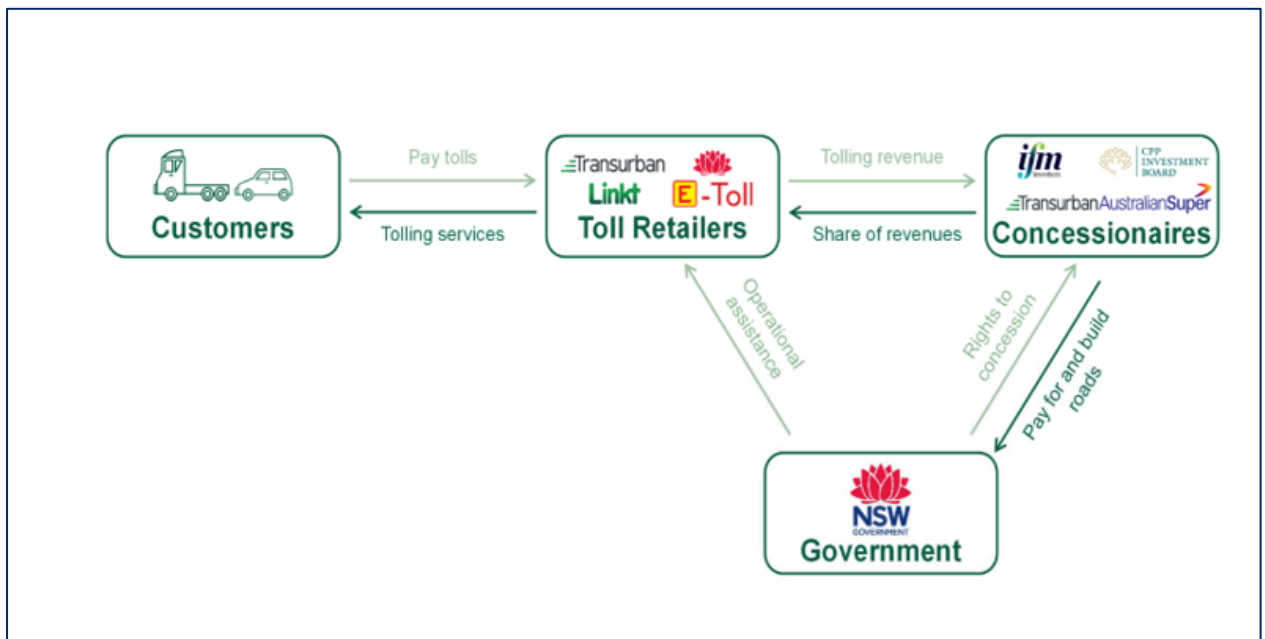 Pay tolls
Tolling services
Customers
Transurban
Linkt
E-Toll
Toll Retailers
Tolling revenue
Share of revenues
ifm
investors
CPP
INVESTMENT
BOARD
Transurban
AustralianSuper
Concessionaires
Operational
assistance
Rights to
concession
Pay for and build
roads
NSW
GOVERNMENT
Government